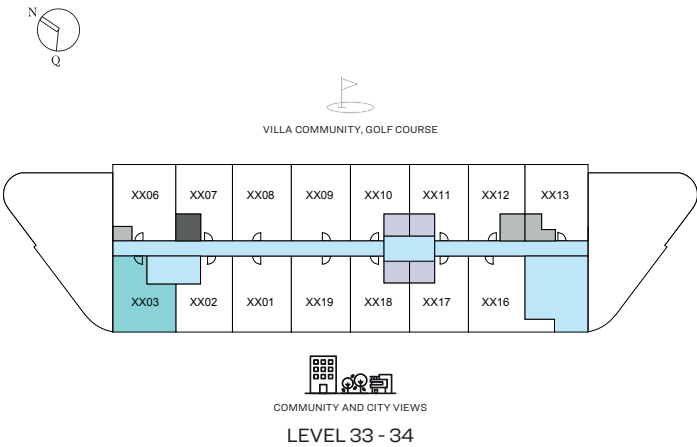 N
Q
VILLA COMMUNITY, GOLF COURSE
XX06 XX07 XX08 XX09 XX10 XX11 XX12 XX13
XX03 XX02 XX01 XX19 XX18 XX17 XX16
COMMUNITY AND CITY VIEWS
LEVEL 33 - 34